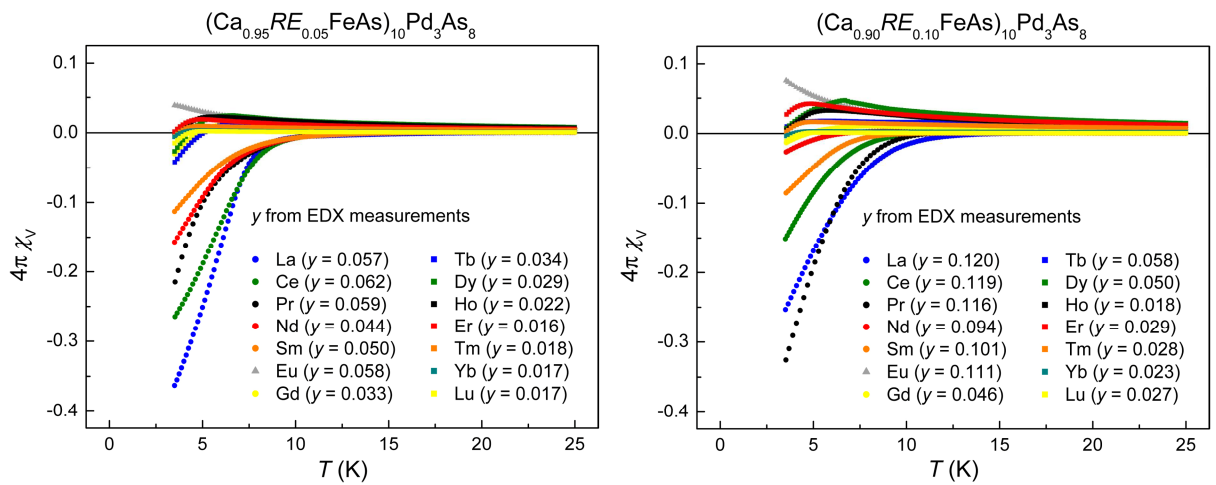 (Ca0.95RE0.05FeAs)10Pd3As8
0.1
0.0
-0.1
-0.2
-0.3
-0.4
4π χV
y from EDX measurements
La (y = 0.057) Tb (y = 0.034)
Ce (y = 0.062) Dy (y = 0.029)
Pr (y = 0.059) Ho (y = 0.022)
Nd (y = 0.044) Er (y = 0.016)
Sm (y = 0.050) Tm (y = 0.018)
Eu (y = 0.058) Yb (y = 0.017)
Gd (y = 0.033) Lu (y = 0.017)
0 5 10 15 20 25
T (K)
(Ca0.90RE0.10FeAs)10Pd3As8
0.1
0.0
-0.1
-0.2
-0.3
-0.4
4π χV
y from EDX measurements
La (y = 0.120) Tb (y = 0.058)
Ce (y = 0.119) Dy (y = 0.050)
Pr (y = 0.116) Ho (y = 0.018)
Nd (y = 0.094) Er (y = 0.029)
Sm (y = 0.101) Tm (y = 0.028)
Eu (y = 0.111) Yb (y = 0.023)
Gd (y = 0.046) Lu (y = 0.027)
0 5 10 15 20 25
T (K)